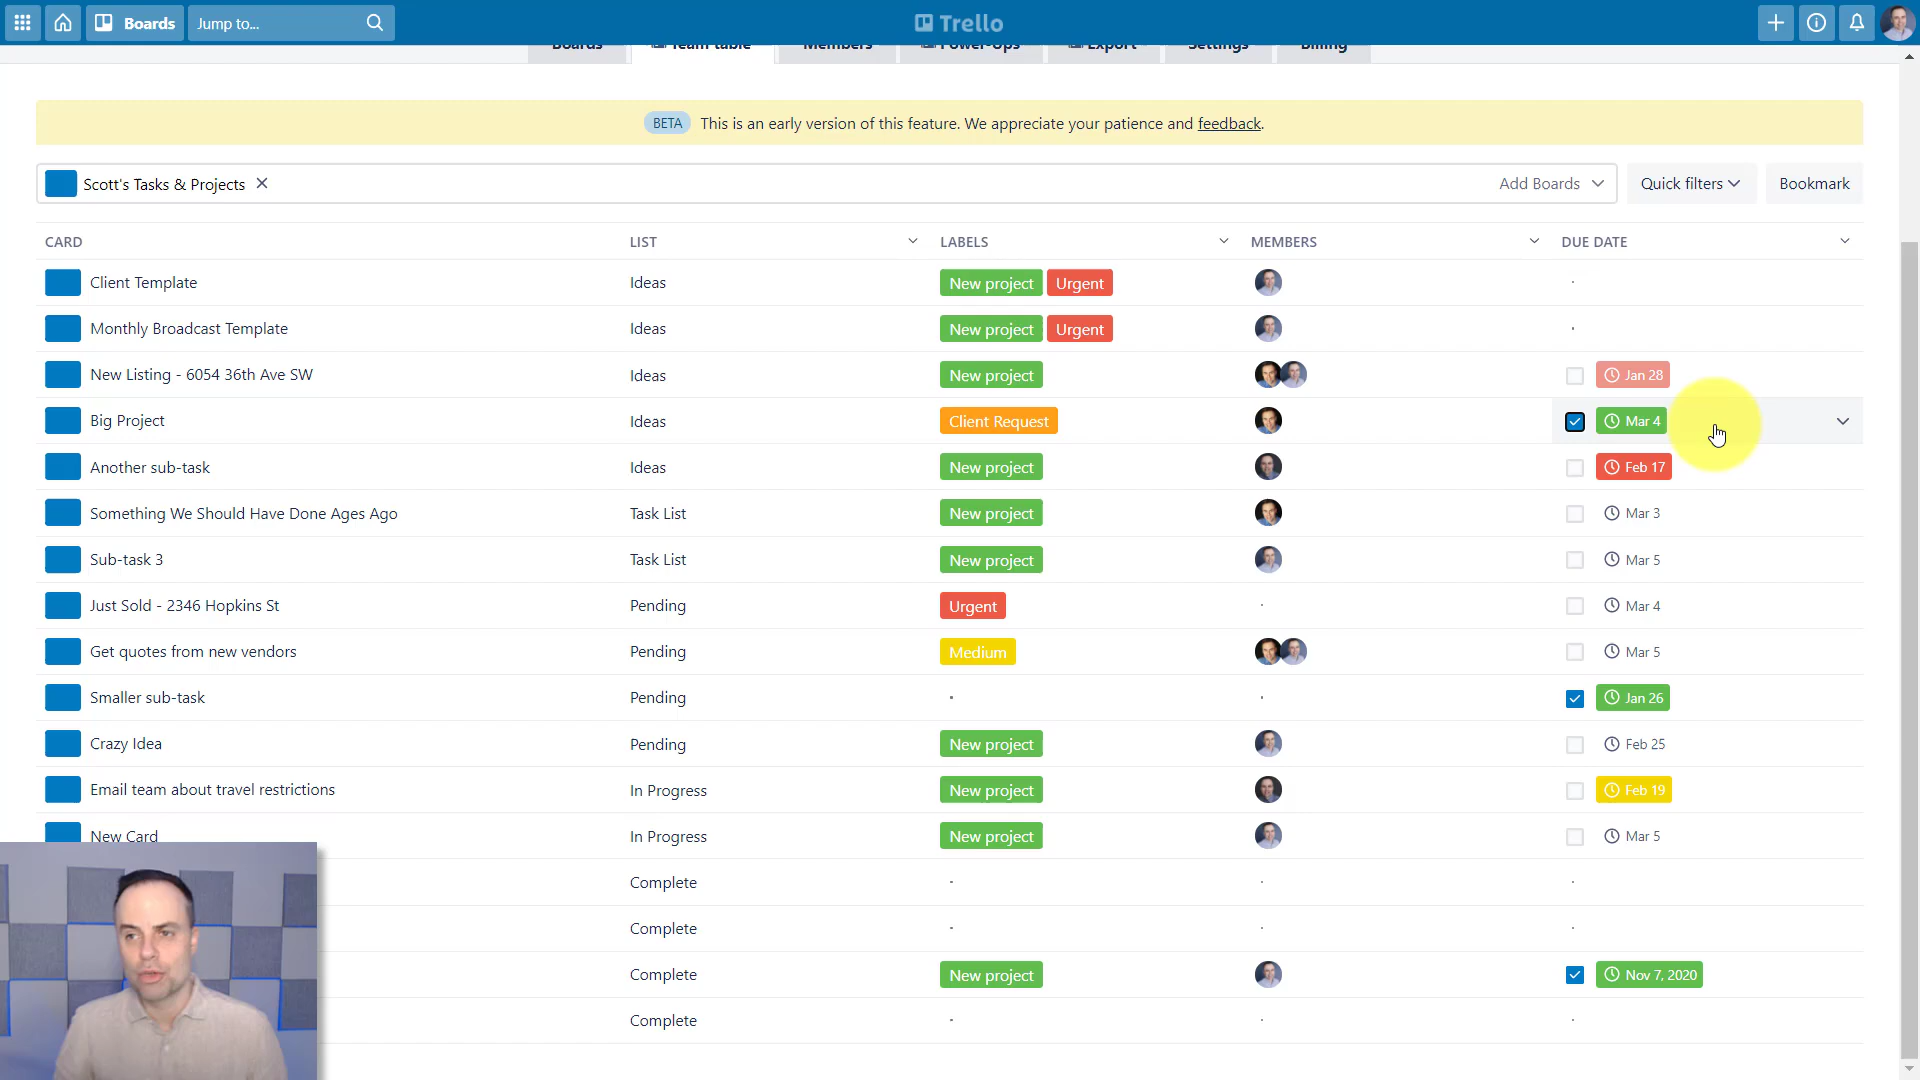 Boards Jump to... Trello
Boards Team table Members Power-Ups Export Settings Billing
BETA This is an early version of this feature. We appreciate your patience and feedback.
Scott's Tasks & Projects Add Boards Quick filters Bookmark
CARD LIST LABELS MEMBERS DUE DATE
Client Template Ideas New project Urgent
Monthly Broadcast Template Ideas New project Urgent
New Listing - 6054 36th Ave SW Ideas New project Jan 28
Big Project Ideas Client Request Mar 4
Another sub-task Ideas New project Feb 17
Something We Should Have Done Ages Ago Task List New project Mar 3
Sub-task 3 Task List New project Mar 5
Just Sold - 2346 Hopkins St Pending Urgent Mar 4
Get quotes from new vendors Pending Medium Mar 5
Smaller sub-task Pending Jan 26
Crazy Idea Pending New project Feb 25
Email team about travel restrictions In Progress New project Feb 19
New Card In Progress New project Mar 5
Complete
Complete
Complete New project Nov 7, 2020
Complete